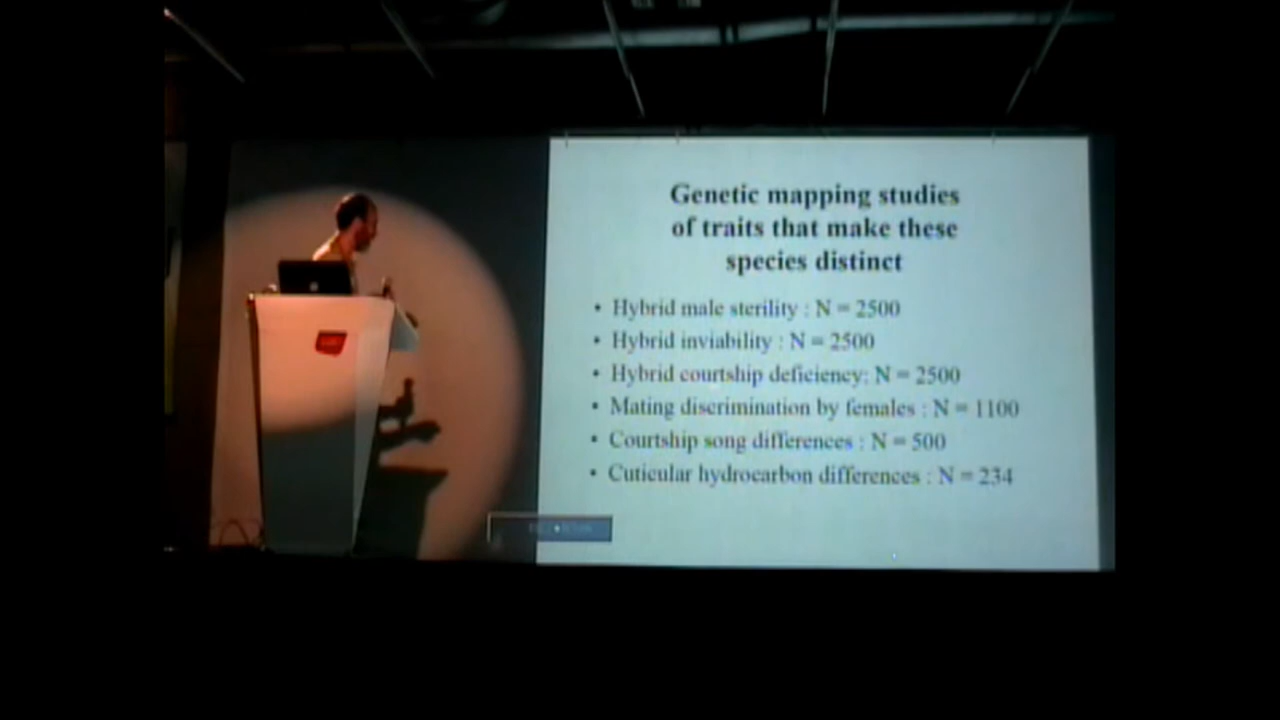 Genetic mapping studies
of traits that make these
species distinct
• Hybrid male sterility : N = 2500
• Hybrid inviability : N = 2500
• Hybrid courtship deficiency: N = 2500
• Mating discrimination by females : N = 1100
• Courtship song differences : N = 500
• Cuticular hydrocarbon differences : N = 234